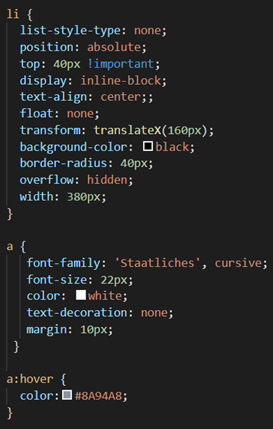 li {
list-style-type: none;
position: absolute;
top: 40px !important;
display: inline-block;
text-align: center;;
float: none;
transform: translateX(160px);
background-color: black;
border-radius: 40px;
overflow: hidden;
width: 380px;
}
a {
font-family: 'Staatliches', cursive;
font-size: 22px;
color: white;
text-decoration: none;
margin: 10px;
}
a:hover {
color:#8A94A8;
}